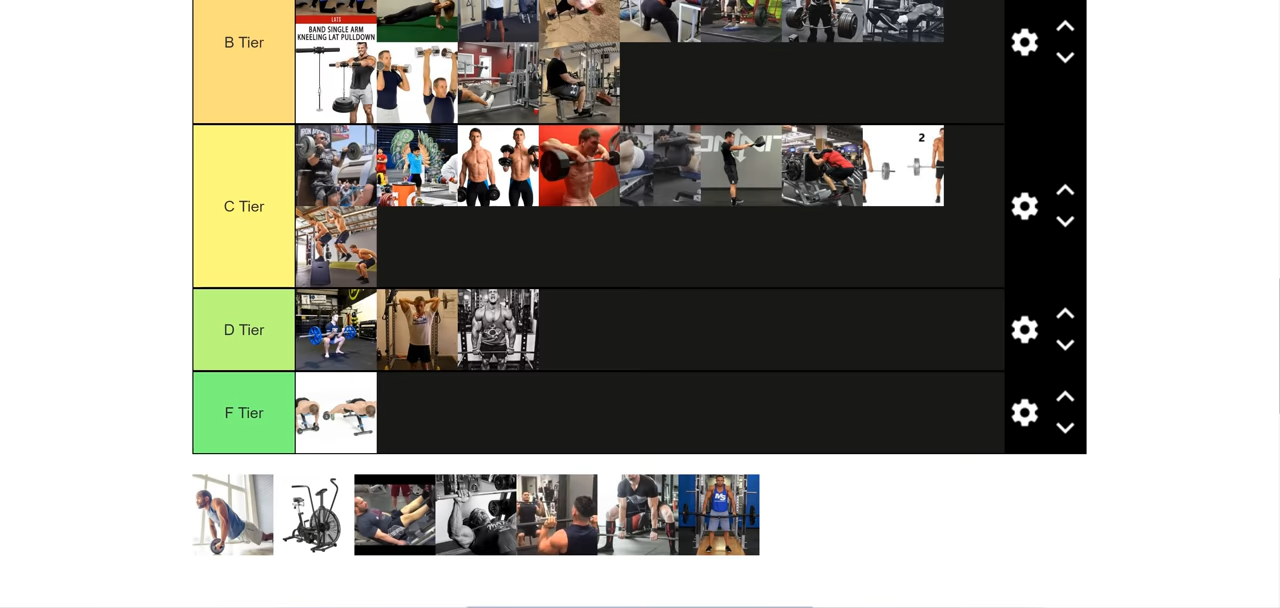 B Tier
LATS
BAND SINGLE ARM
KNEELING LAT PULLDOWN
C Tier
2
D Tier
F Tier